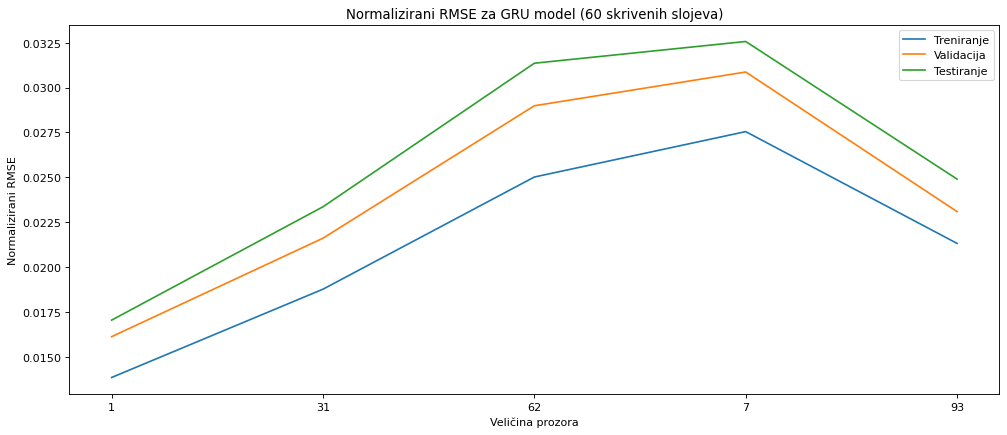 Normalizirani RMSE za GRU model (60 skrivenih slojeva)
Treniranje
Validacija
Testiranje
Normalizirani RMSE
0.0325
0.0300
0.0275
0.0250
0.0225
0.0200
0.0175
0.0150
1 31 62 7 93
Veličina prozora